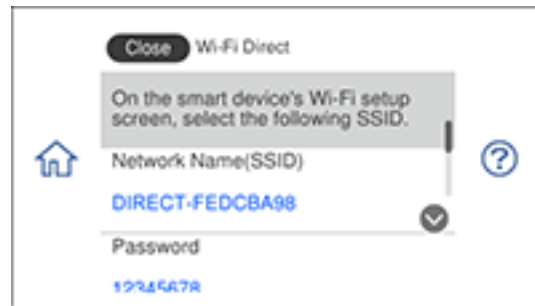 Close Wi-Fi Direct
On the smart device's Wi-Fi setup
screen, select the following SSID.
Network Name(SSID)
DIRECT-FEDCBA98
Password
12345678